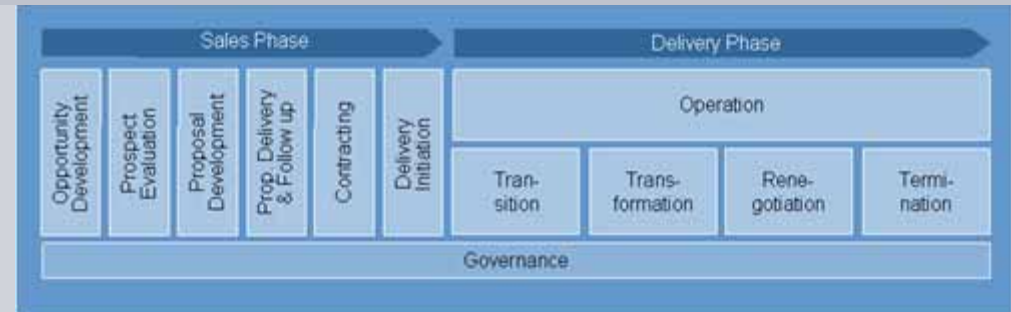 Sales Phase
Delivery Phase
Opportunity
Development
Prospect
Evaluation
Proposal
Development
Prop Delivery
& Follow up
Contracting
Delivery
Initiation
Operation
Tran-
sition
Trans-
formation
Rene-
gotiation
Termi-
nation
Governance